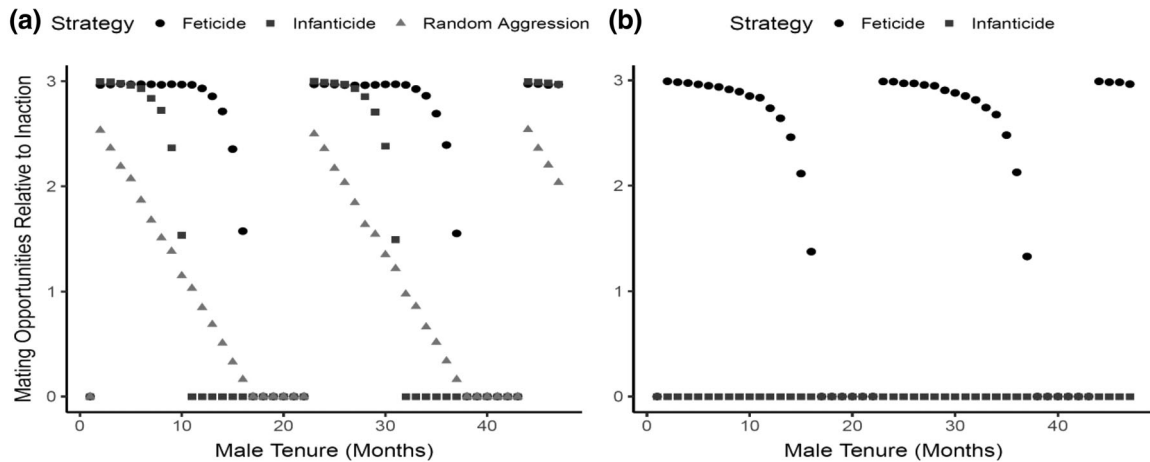 (a) Strategy Feticide Infanticide Random Aggression
(b) Strategy Feticide Infanticide
Mating Opportunities Relative to Inaction
3
2
1
0
0 10 20 30 40
Male Tenure (Months)
3
2
1
0
0 10 20 30 40
Male Tenure (Months)